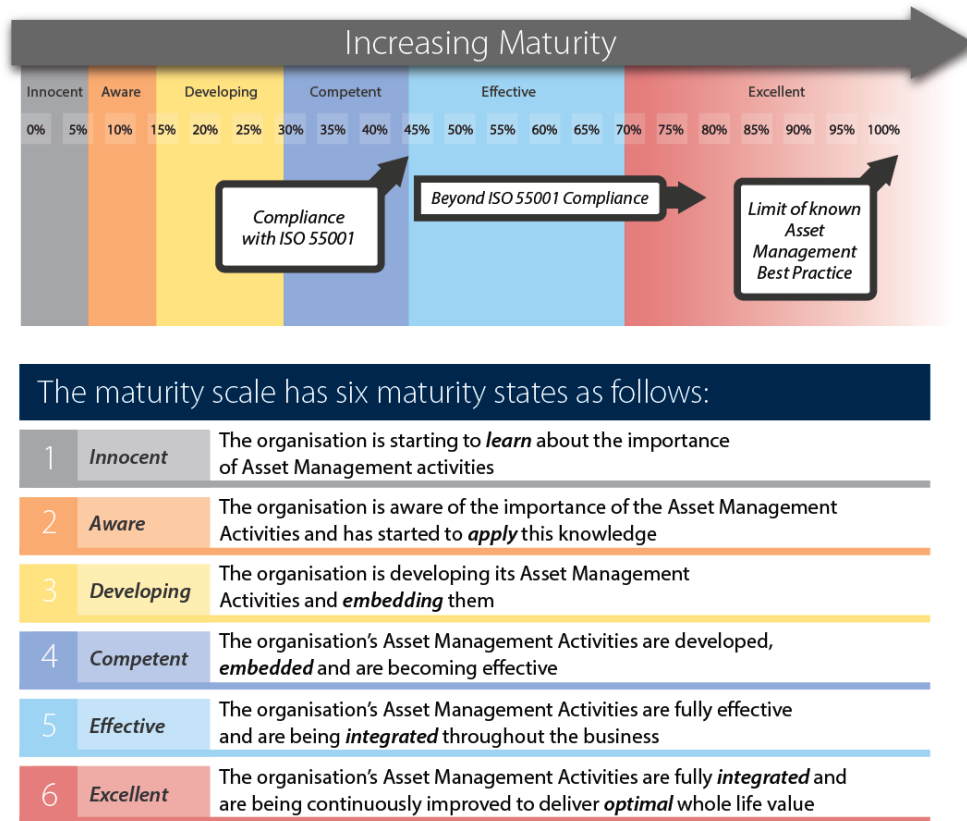 Increasing Maturity
Innocent Aware Developing Competent Effective Excellent
0% 5% 10% 15% 20% 25% 30% 35% 40% 45% 50% 55% 60% 65% 70% 75% 80% 85% 90% 95% 100%
Compliance
with ISO 55001
Beyond ISO 55001 Compliance
Limit of known
Asset
Management
Best Practice
The maturity scale has six maturity states as follows:
1 Innocent
The organisation is starting to learn about the importance
of Asset Management activities
2 Aware
The organisation is aware of the importance of the Asset Management
Activities and has started to apply this knowledge
3 Developing
The organisation is developing its Asset Management
Activities and embedding them
4 Competent
The organisation's Asset Management Activities are developed,
embedded and are becoming effective
5 Effective
The organisation's Asset Management Activities are fully effective
and are being integrated throughout the business
6 Excellent
The organisation's Asset Management Activities are fully integrated and
are being continuously improved to deliver optimal whole life value